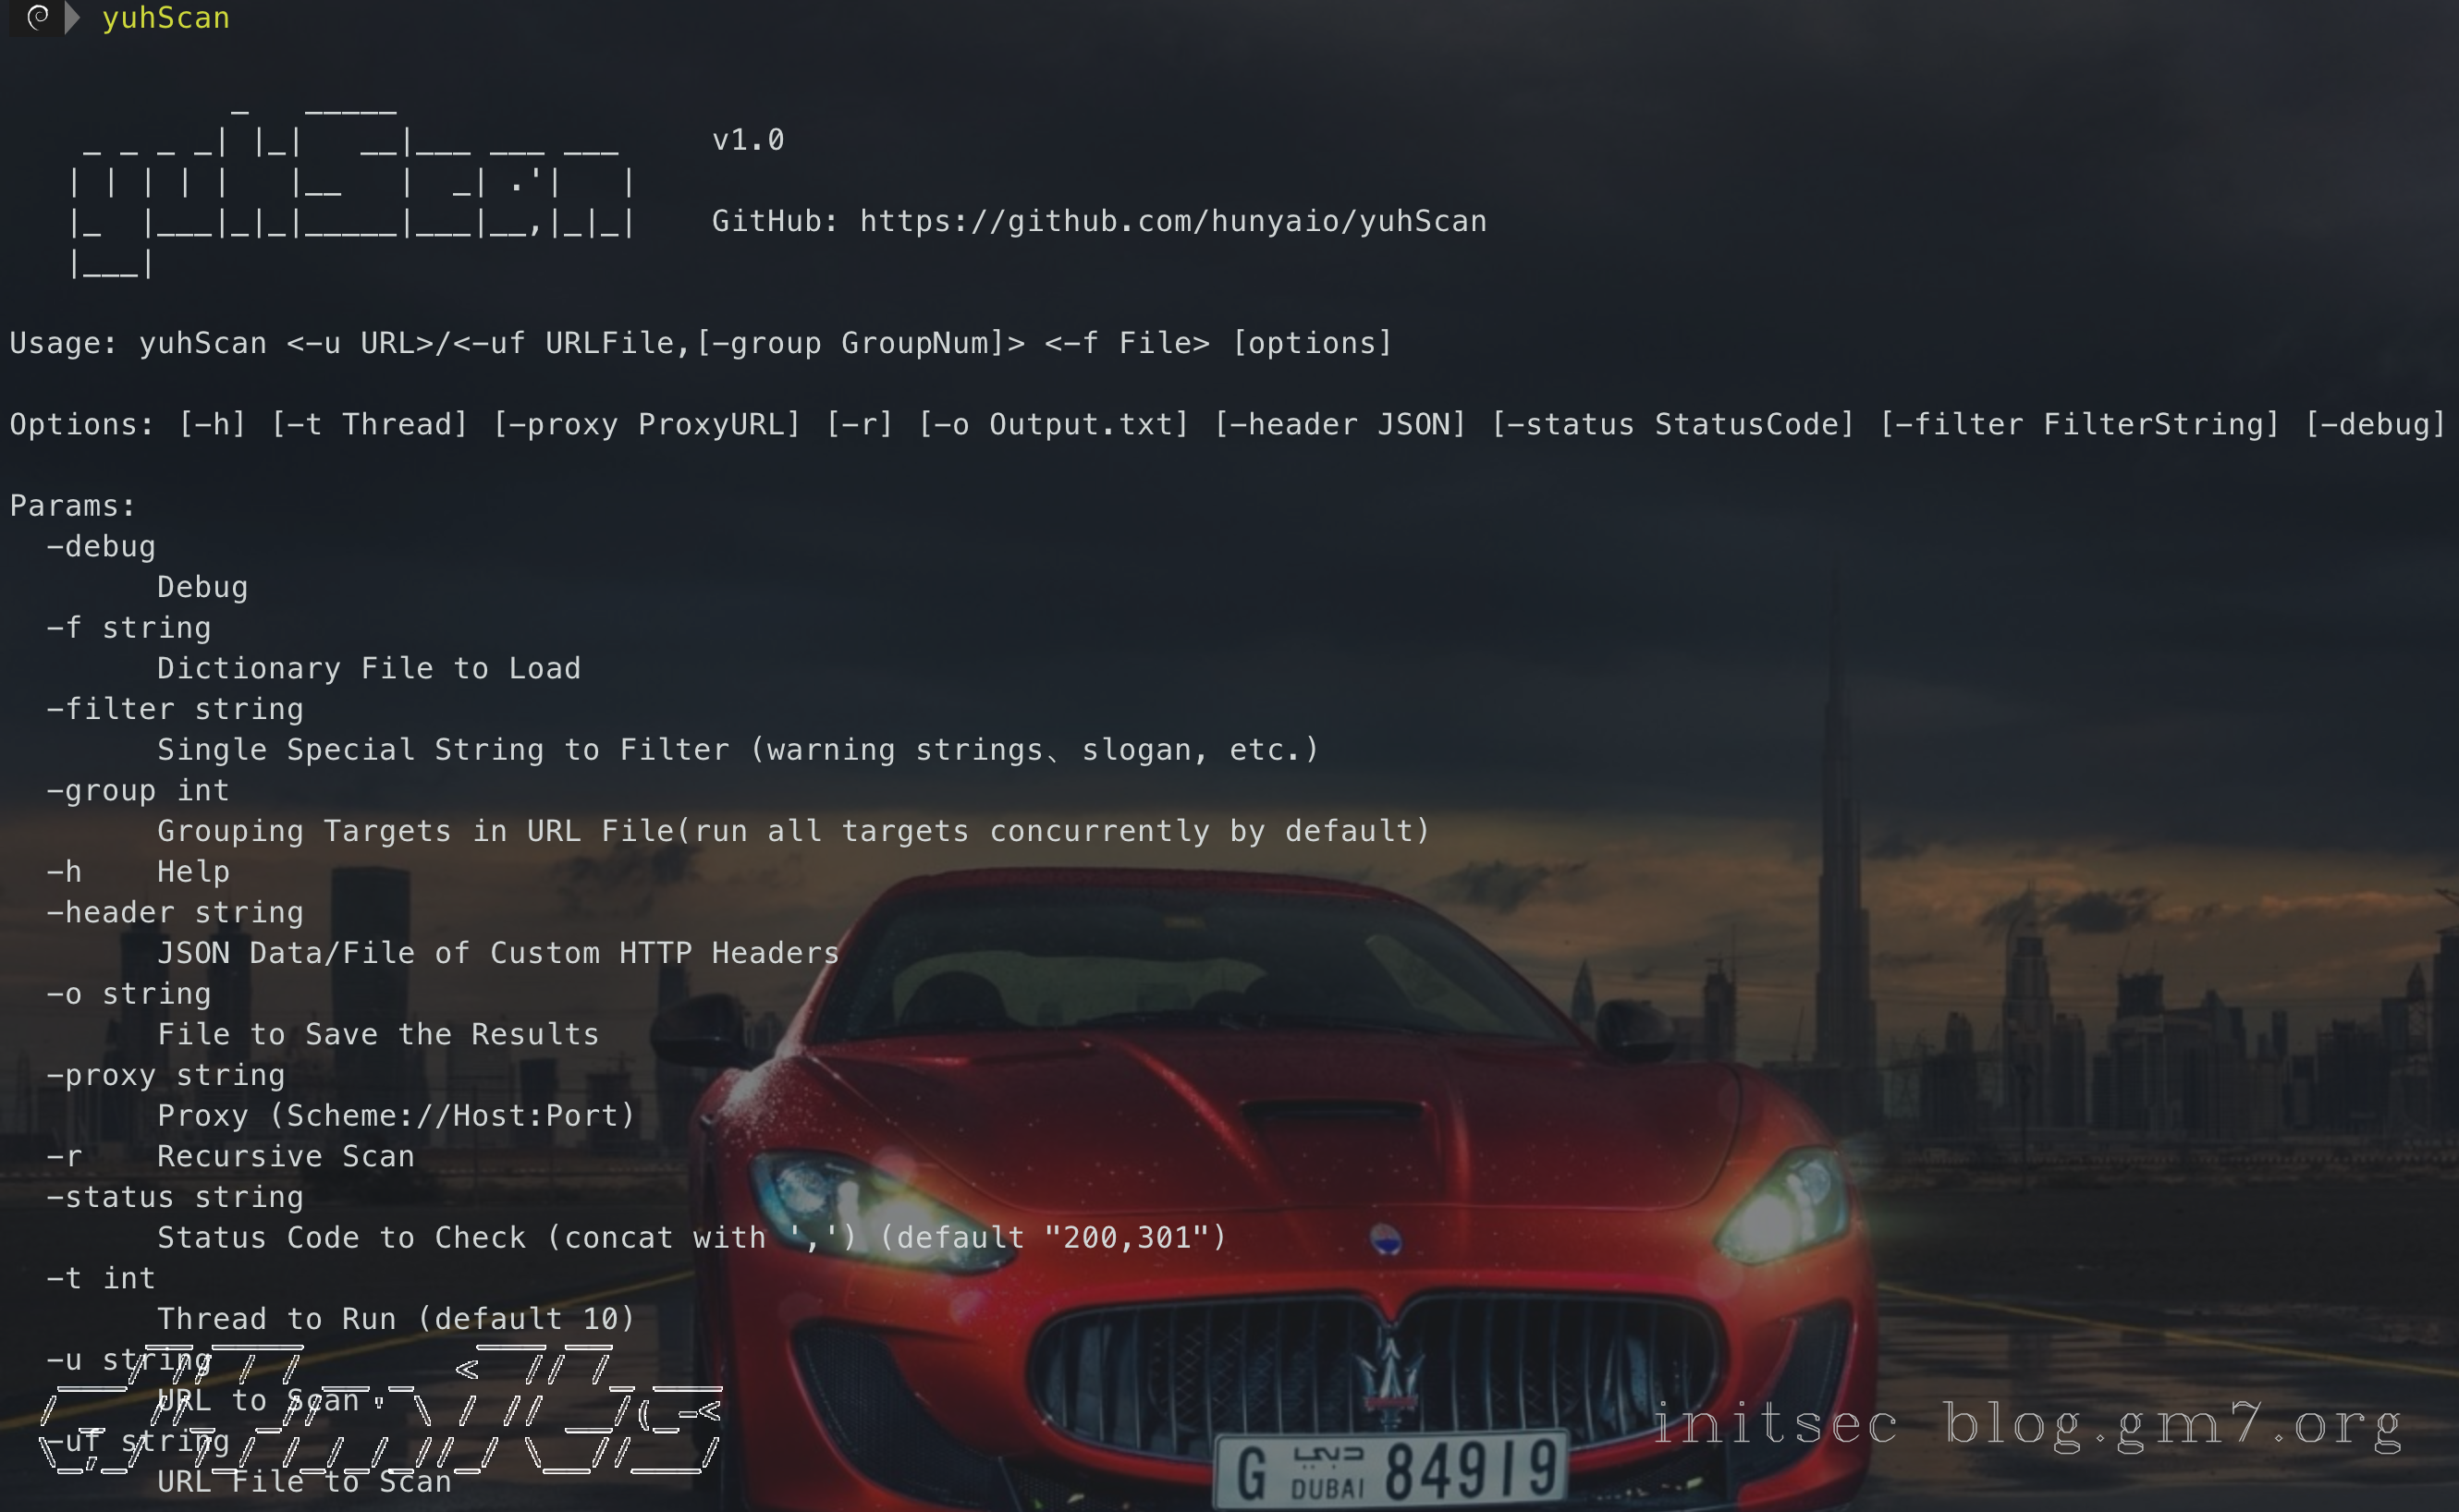 yuhScan
v1.0
GitHub: https://github.com/hunyaio/yuhScan
Usage: yuhScan <-u URL>/<-uf URLFile,[-group GroupNum]> <-f File> [options]
Options: [-h] [-t Thread] [-proxy ProxyURL] [-r] [-o Output.txt] [-header JSON] [-status StatusCode] [-filter FilterString] [-debug]
Params:
-debug
Debug
-f string
Dictionary File to Load
-filter string
Single Special String to Filter (warning strings、slogan, etc.)
-group int
Grouping Targets in URL File(run all targets concurrently by default)
-h    Help
-header string
JSON Data/File of Custom HTTP Headers
-o string
File to Save the Results
-proxy string
Proxy (Scheme://Host:Port)
-r    Recursive Scan
-status string
Status Code to Check (concat with ',') (default "200,301")
-t int
Thread to Run (default 10)
-u string
URL to Scan
-uf string
URL File to Scan
initsec blog.gm7.org
G DUBAI 84919